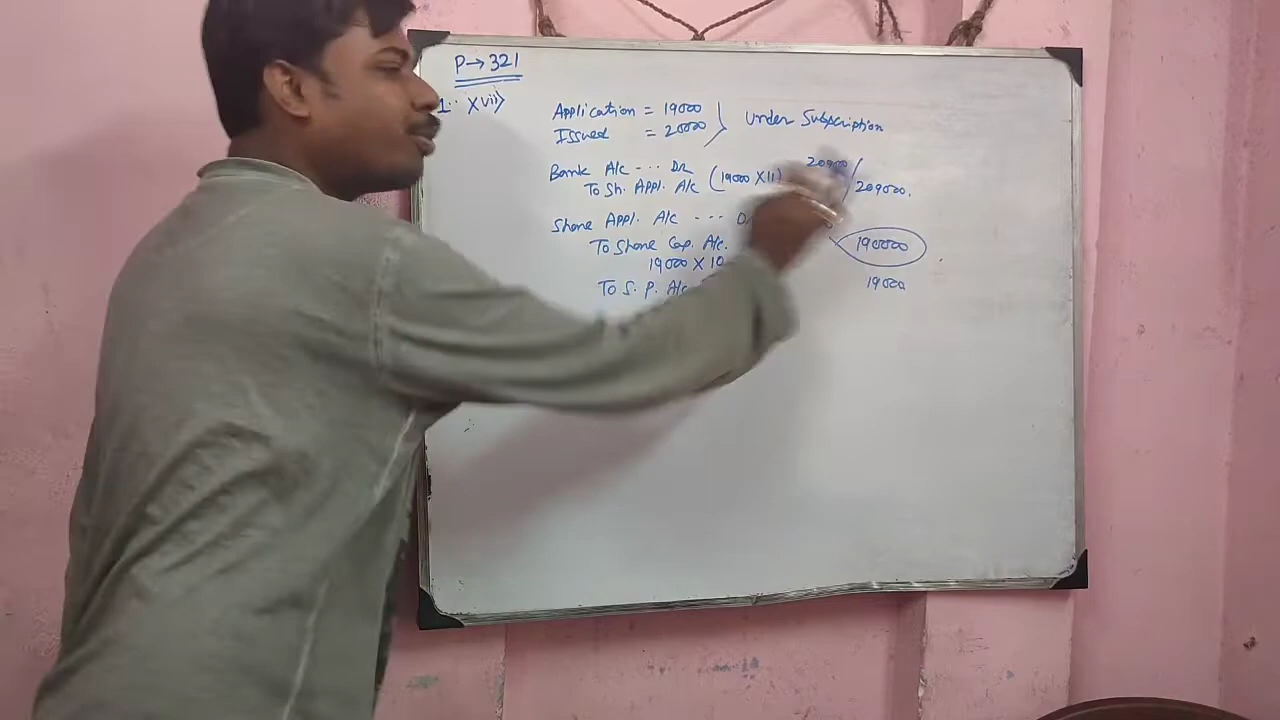 P→321
1·· xvii>
Application = 19000
Issued = 20000
} Under Subscription
Bank A/c --- Dr 209000
To Sh. Appl. A/c (19000 X 11) 209000.
Share Appl. A/c --- D
To Share Cap. A/c. 190000
19000 X 10
To S. P. A/c 19000